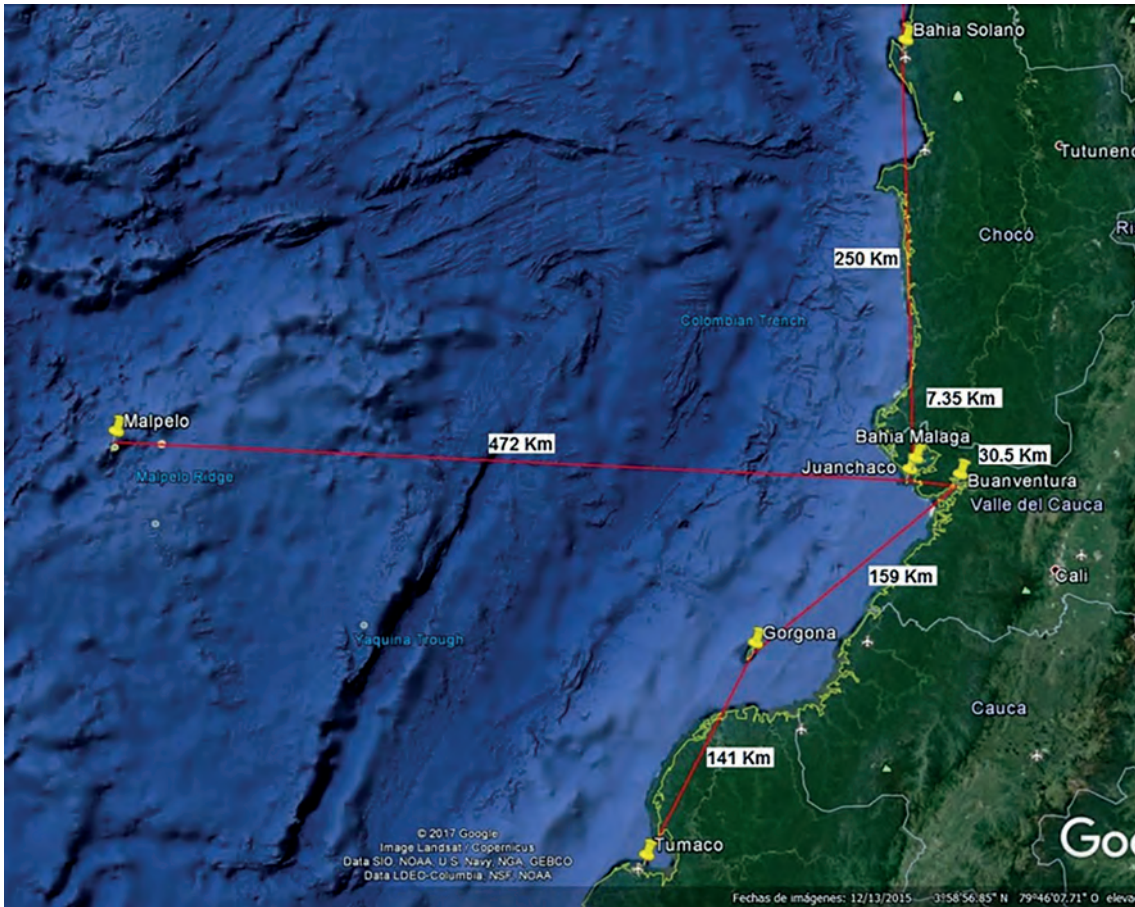 Bahia Solano
Tutunend
Chocó
Ri
250 Km
Colombian Trench
7.35 Km
Malpelo
472 Km
Bahia Malaga
30.5 Km
Juanchaco
Malpelo Ridge
Buanventura
Valle del Cauca
159 Km
Cali
Gorgona
Yaquina Trough
Cauca
141 Km
Tumaco
© 2017 Google
Image Landsat / Copernicus
Data SIO, NOAA, U.S. Navy, NGA, GEBCO
Data LDEO-Columbia, NSF, NOAA
Goo
Fechas de imágenes: 12/13/2015 3°58'56.85" N 79°46'07.71" O eleva